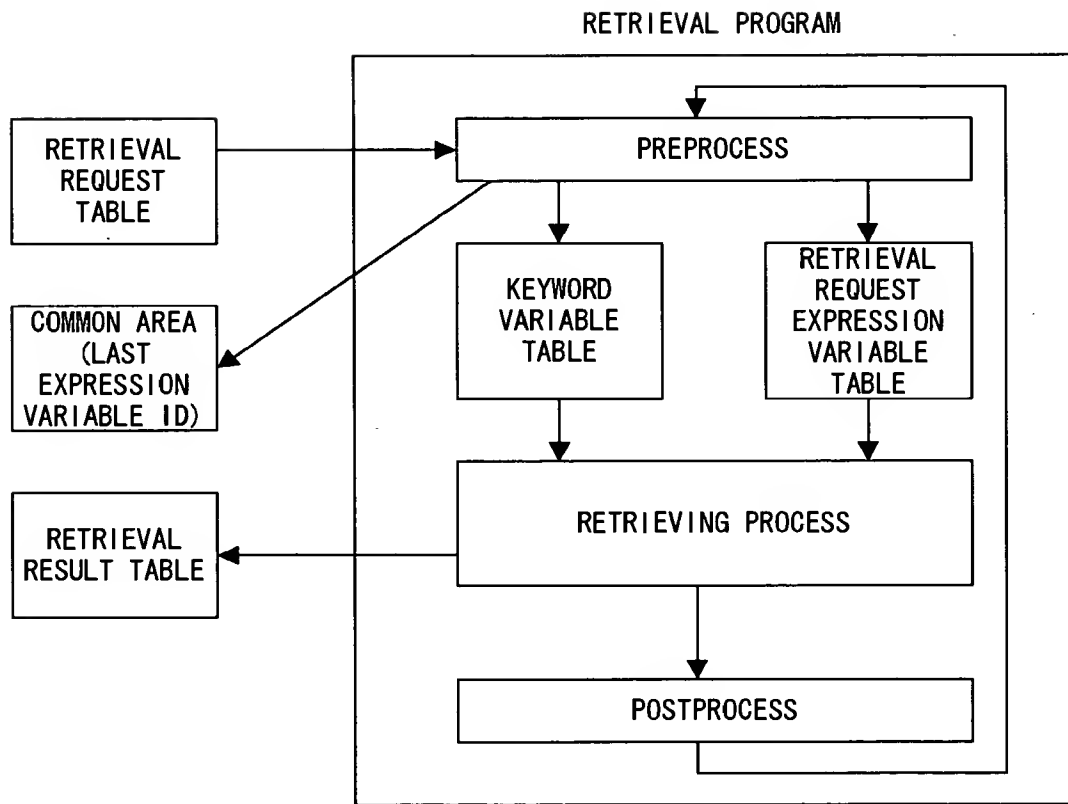 RETRIEVAL PROGRAM
RETRIEVAL
REQUEST
TABLE
PREPROCESS
COMMON AREA
(LAST
EXPRESSION
VARIABLE ID)
KEYWORD
VARIABLE
TABLE
RETRIEVAL
REQUEST
EXPRESSION
VARIABLE
TABLE
RETRIEVAL
RESULT TABLE
RETRIEVING PROCESS
POSTPROCESS